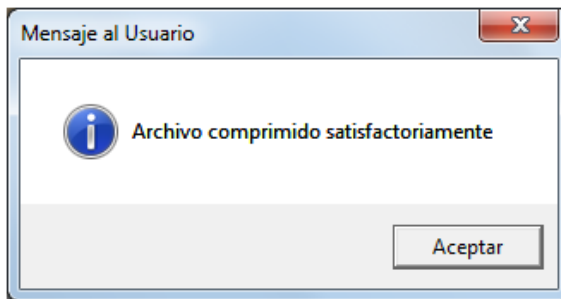 Mensaje al Usuario
Archivo comprimido satisfactoriamente
Aceptar